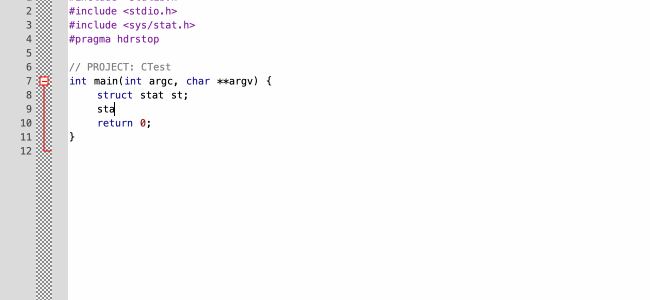 2 #include <stdio.h>
3 #include <sys/stat.h>
4 #pragma hdrstop
5
6 // PROJECT: CTest
7 int main(int argc, char **argv) {
8 struct stat st;
9 sta
10 return 0;
11 }
12